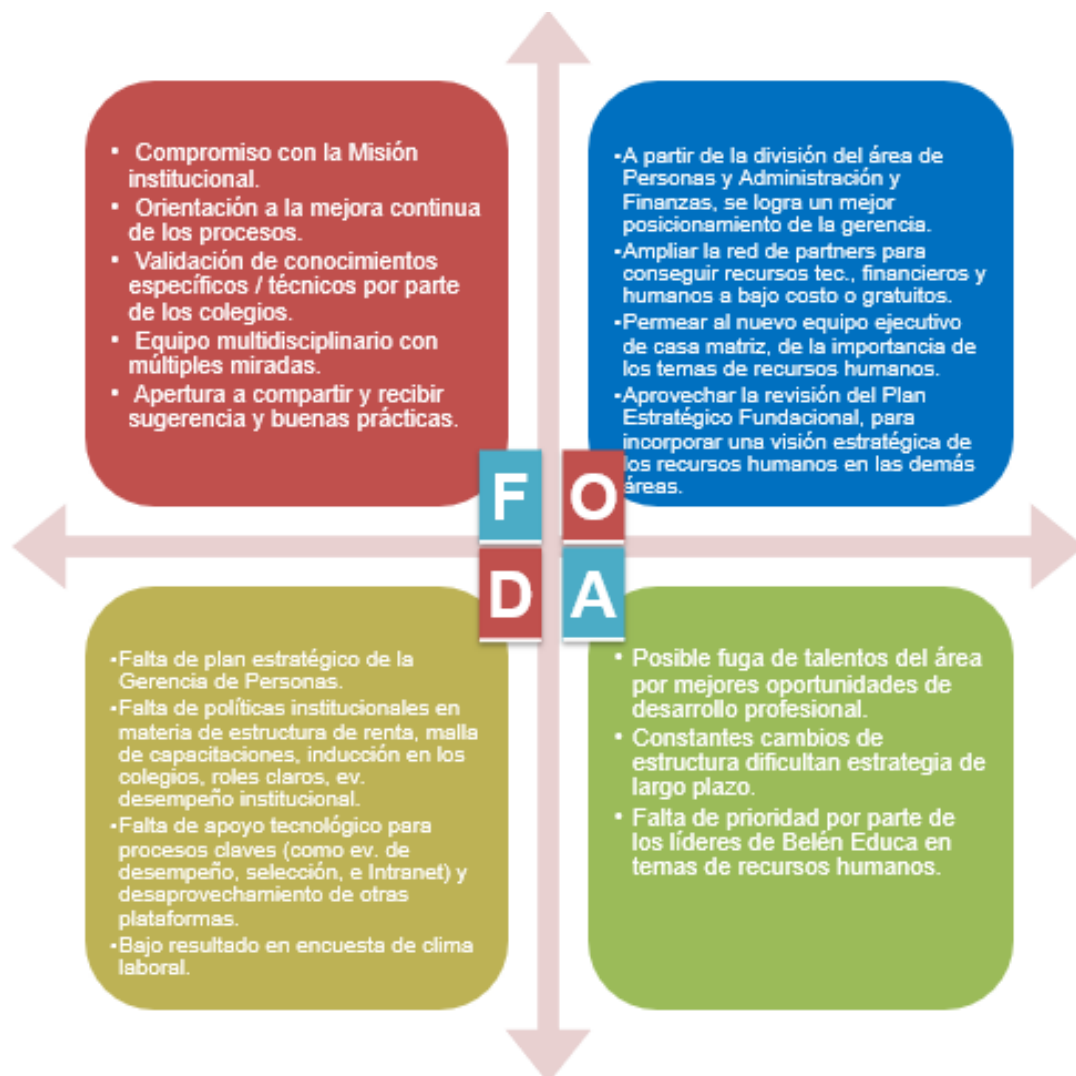 • Compromiso con la Misión
institucional.
• Orientación a la mejora continua
de los procesos.
• Validación de conocimientos
específicos / técnicos por parte
de los colegios.
• Equipo multidisciplinario con
múltiples miradas.
• Apertura a compartir y recibir
sugerencia y buenas prácticas.
•A partir de la división del área de
Personas y Administración y
Finanzas, se logra un mejor
posicionamiento de la gerencia.
•Ampliar la red de partners para
conseguir recursos tec., financieros y
humanos a bajo costo o gratuitos.
•Permear al nuevo equipo ejecutivo
de casa matriz, de la importancia de
los temas de recursos humanos.
•Aprovechar la revisión del Plan
Estratégico Fundacional, para
incorporar una visión estratégica de
los recursos humanos en las demás
áreas.
F O
D A
•Falta de plan estratégico de la
Gerencia de Personas.
•Falta de políticas institucionales en
materia de estructura de renta, malla
de capacitaciones, inducción en los
colegios, roles claros, ev.
desempeño institucional.
•Falta de apoyo tecnológico para
procesos claves (como ev. de
desempeño, selección, e Intranet) y
desaprovechamiento de otras
plataformas.
•Bajo resultado en encuesta de clima
laboral.
• Posible fuga de talentos del área
por mejores oportunidades de
desarrollo profesional.
• Constantes cambios de
estructura dificultan estrategia de
largo plazo.
• Falta de prioridad por parte de
los líderes de Belén Educa en
temas de recursos humanos.